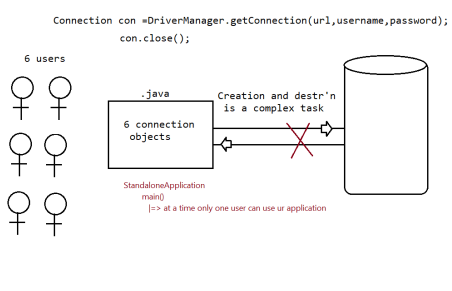 Connection con =DriverManager.getConnection(url,username,password);
con.close();
6 users
.java
Creation and destr'n
is a complex task
6 connection
objects
StandaloneApplication
main()
|=> at a time only one user can use ur application